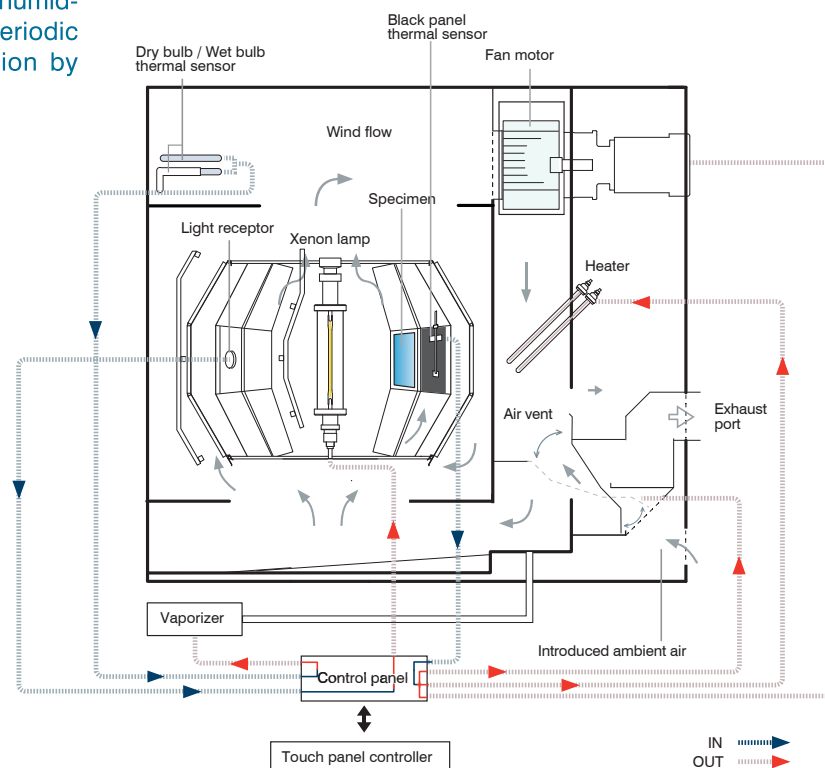 humid-
eriodic
ion by
Black panel
thermal sensor
Dry bulb / Wet bulb
thermal sensor
Fan motor
Wind flow
Specimen
Light receptor
Xenon lamp
Heater
Air vent
Exhaust
port
Vaporizer
Introduced ambient air
Control panel
Touch panel controller
IN
OUT